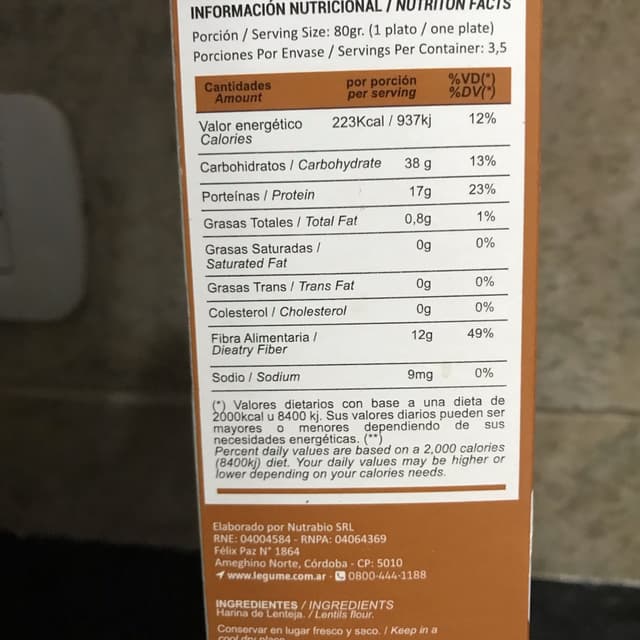 INFORMACIÓN NUTRICIONAL / NUTRITON FACTS
Porción / Serving Size: 80gr. (1 plato / one plate)
Porciones Por Envase / Servings Per Container: 3,5
Cantidades por porción %VD(*)
Amount per serving %DV(*)
Valor energético 223Kcal / 937kj 12%
Calories
Carbohidratos / Carbohydrate 38 g 13%
Porteínas / Protein 17g 23%
Grasas Totales / Total Fat 0,8g 1%
Grasas Saturadas / 0g 0%
Saturated Fat
Grasas Trans / Trans Fat 0g 0%
Colesterol / Cholesterol 0g 0%
Fibra Alimentaria / 12g 49%
Dieatry Fiber
Sodio / Sodium 9mg 0%
(*) Valores dietarios con base a una dieta de
2000kcal u 8400 kj. Sus valores diarios pueden ser
mayores o menores dependiendo de sus
necesidades energéticas. (**)
Percent daily values are based on a 2,000 calories
(8400kj) diet. Your daily values may be higher or
lower depending on your calories needs.
Elaborado por Nutrabio SRL
RNE: 04004584 - RNPA: 04064369
Félix Paz N° 1864
Ameghino Norte, Córdoba - CP: 5010
www.legume.com.ar - 0800-444-1188
INGREDIENTES / INGREDIENTS
Harina de Lenteja. / Lentils flour.
Conservar en lugar fresco y saco. / Keep in a
cool dry place